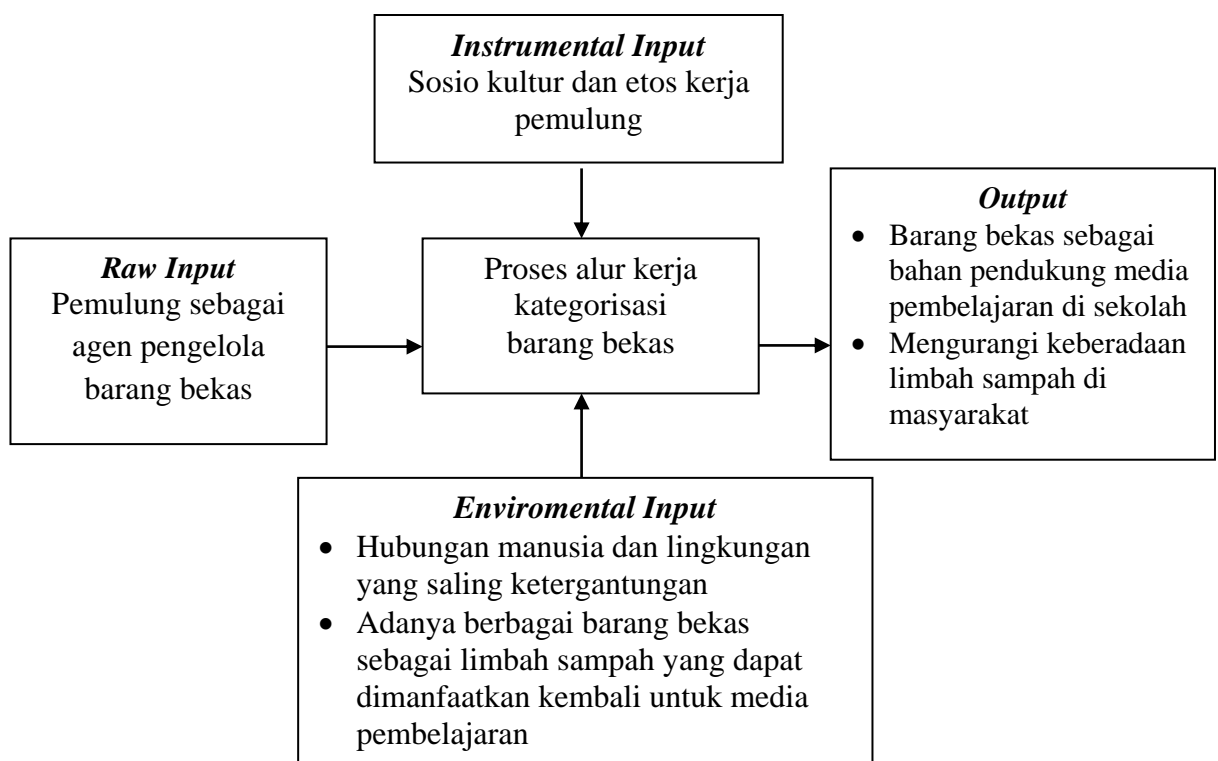 Instrumental Input
Sosio kultur dan etos kerja
pemulung
Raw Input
Pemulung sebagai
agen pengelola
barang bekas
Proses alur kerja
kategorisasi
barang bekas
Output
• Barang bekas sebagai
bahan pendukung media
pembelajaran di sekolah
• Mengurangi keberadaan
limbah sampah di
masyarakat
Enviromental Input
• Hubungan manusia dan lingkungan
yang saling ketergantungan
• Adanya berbagai barang bekas
sebagai limbah sampah yang dapat
dimanfaatkan kembali untuk media
pembelajaran